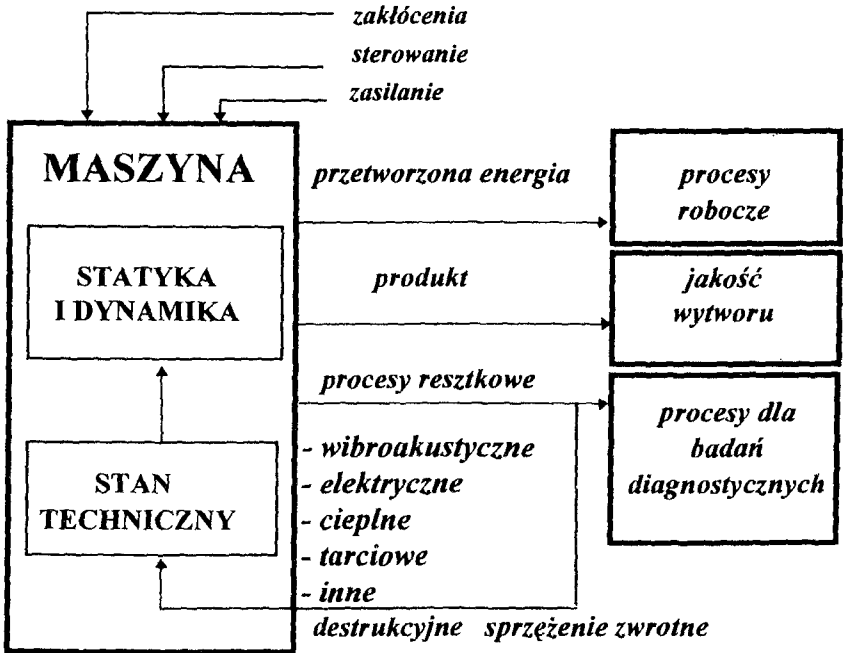 zakłócenia
sterowanie
zasilanie
MASZYNA
STATYKA
I DYNAMIKA
STAN
TECHNICZNY
przetworzona energia
produkt
procesy resztkowe
- wibroakustyczne
- elektryczne
- cieplne
- tarciowe
- inne
destrukcyjne sprzężenie zwrotne
procesy
robocze
jakość
wytworu
procesy dla
badań
diagnostycznych